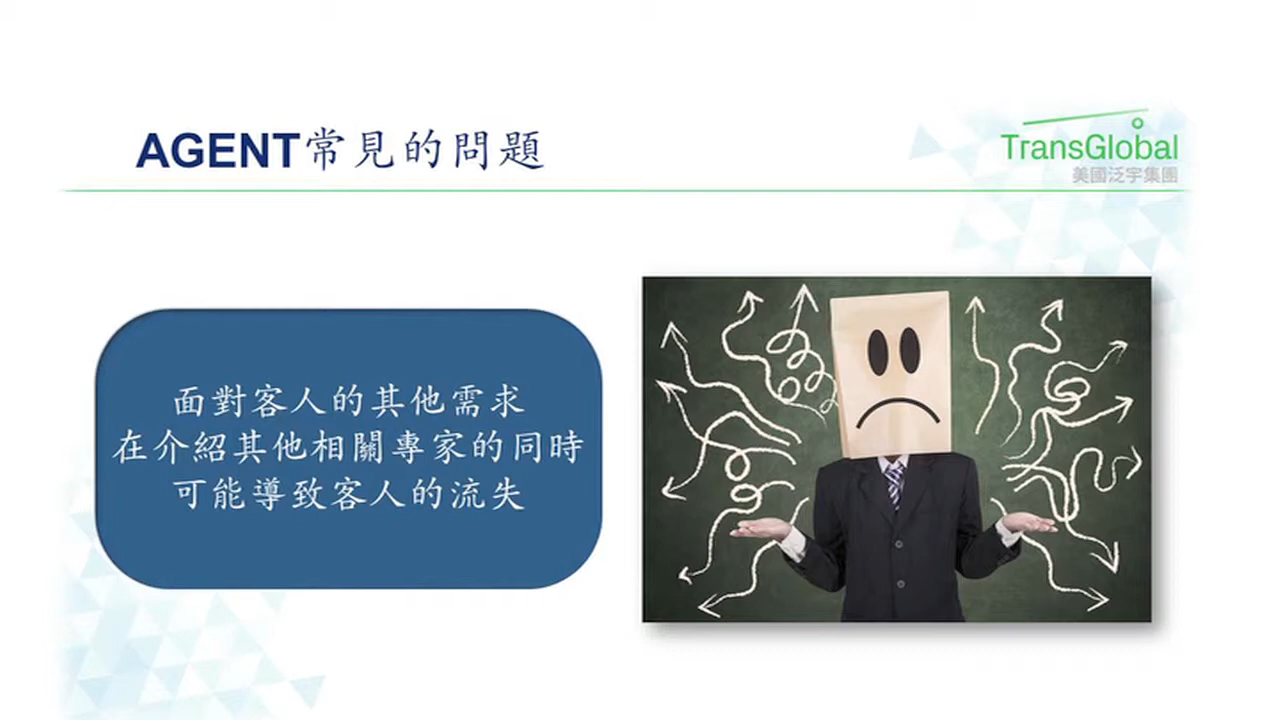 AGENT常見的問題
TransGlobal
美國泛宇集團
面對客人的其他需求
在介紹其他相關專家的同時
可能導致客人的流失